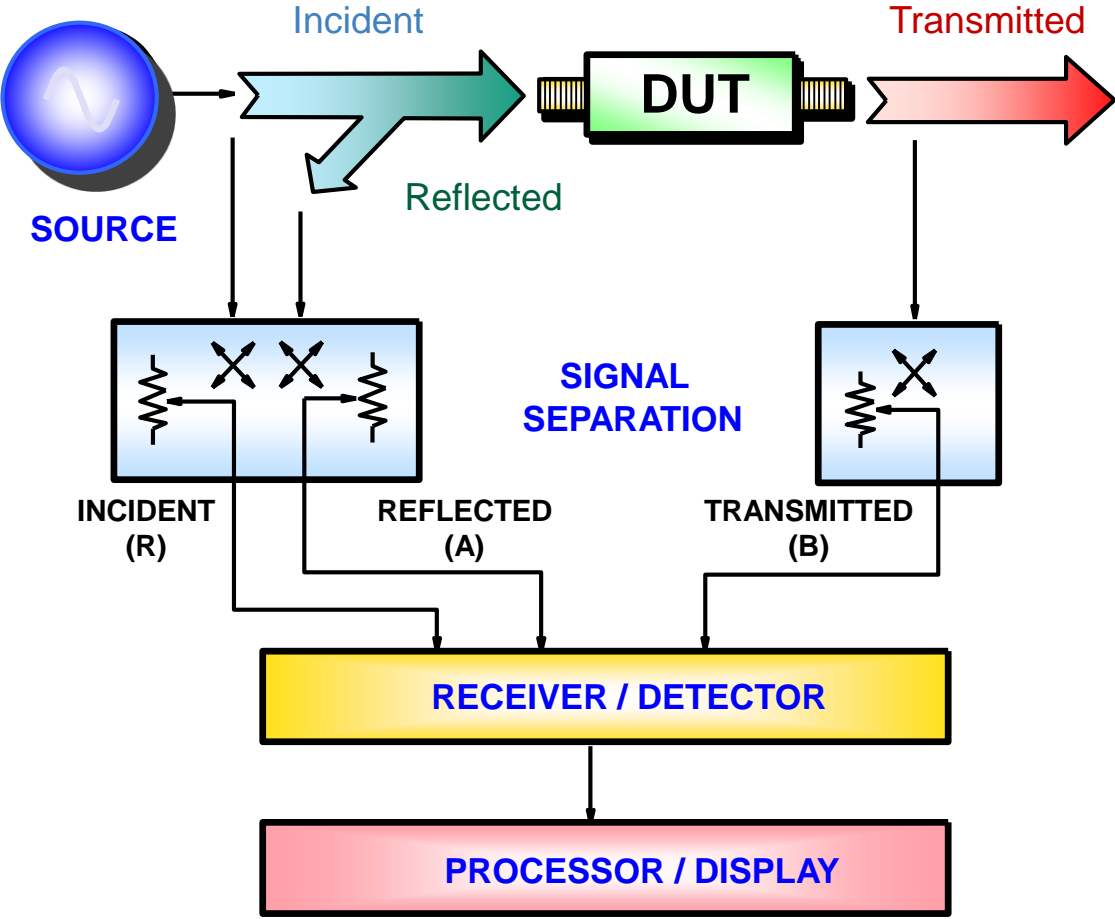 Incident
Transmitted
DUT
Reflected
SOURCE
SIGNAL
SEPARATION
INCIDENT
(R)
REFLECTED
(A)
TRANSMITTED
(B)
RECEIVER / DETECTOR
PROCESSOR / DISPLAY